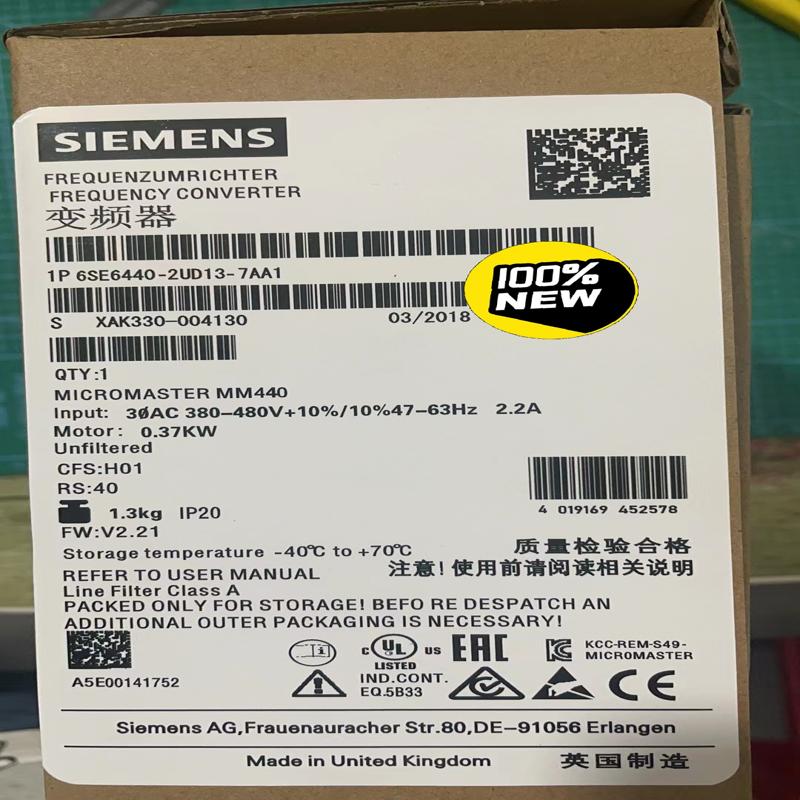 SIEMENS
FREQUENZUMRICHTER
FREQUENCY CONVERTER
变频器
1P 6SE6440-2UD13-7AA1
S XAK330-004130 03/2018
100% NEW
QTY:1
MICROMASTER MM440
Input: 3ØAC 380-480V+10%/10%47-63Hz 2.2A
Motor: 0.37KW
Unfiltered
CFS:H01
RS:40
1.3kg IP20
4 019169 452578
FW:V2.21
Storage temperature -40℃ to +70℃
质量检验合格
REFER TO USER MANUAL
注意!使用前请阅读相关说明
Line Filter Class A
PACKED ONLY FOR STORAGE! BEFO RE DESPATCH AN
ADDITIONAL OUTER PACKAGING IS NECESSARY!
A5E00141752
C UL US
LISTED
IND.CONT.
EQ.5B33
EAC
KCC-REM-S49-
MICROMASTER
CE
Siemens AG,Frauenauracher Str.80,DE-91056 Erlangen
Made in United Kingdom 英国制造